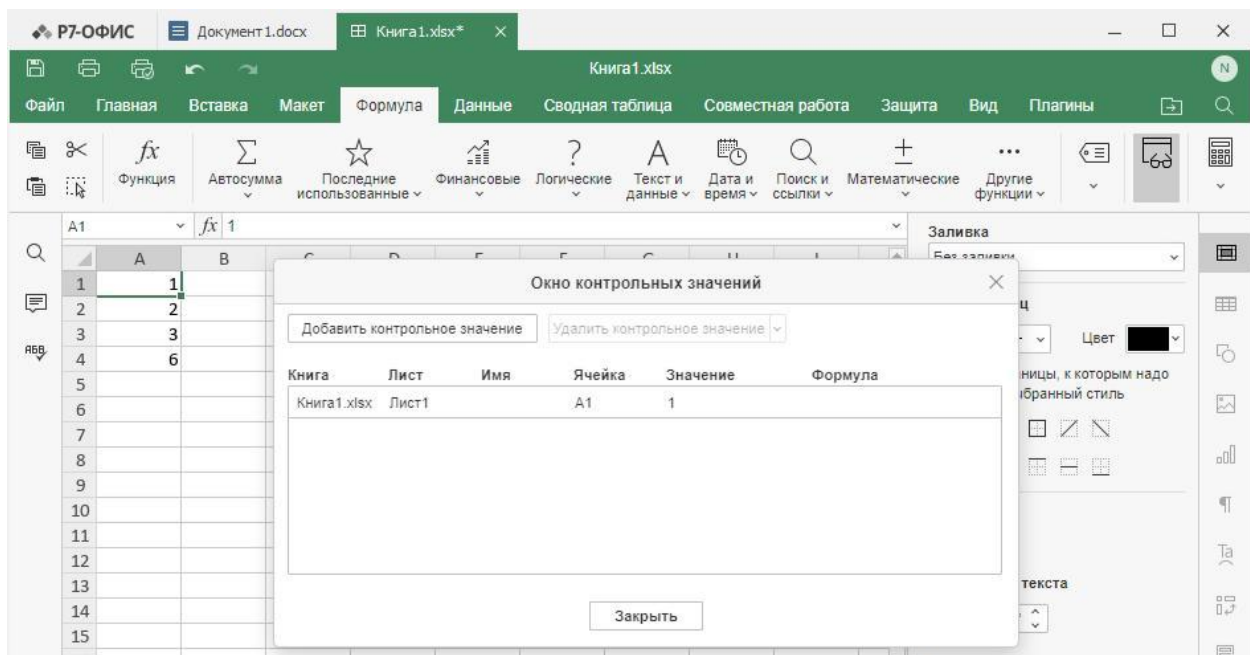 Р7-ОФИС Документ1.docx Книга1.xlsx*
Книга1.xlsx N
Файл Главная Вставка Макет Формула Данные Сводная таблица Совместная работа Защита Вид Плагины
fx Функция Автосумма Последние использованные Финансовые Логические Текст и данные Дата и время Поиск и ссылки Математические Другие функции
A1 fx 1
Заливка
Без заливки
A B
Окно контрольных значений
Добавить контрольное значение Удалить контрольное значение
Цвет
Книга Лист Имя Ячейка Значение Формула
Книга1.xlsx Лист1 A1 1
к которым надо
стиль
текста
Закрыть
1 1
2 2
3 3
4 6
5
6
7
8
9
10
11
12
13
14
15